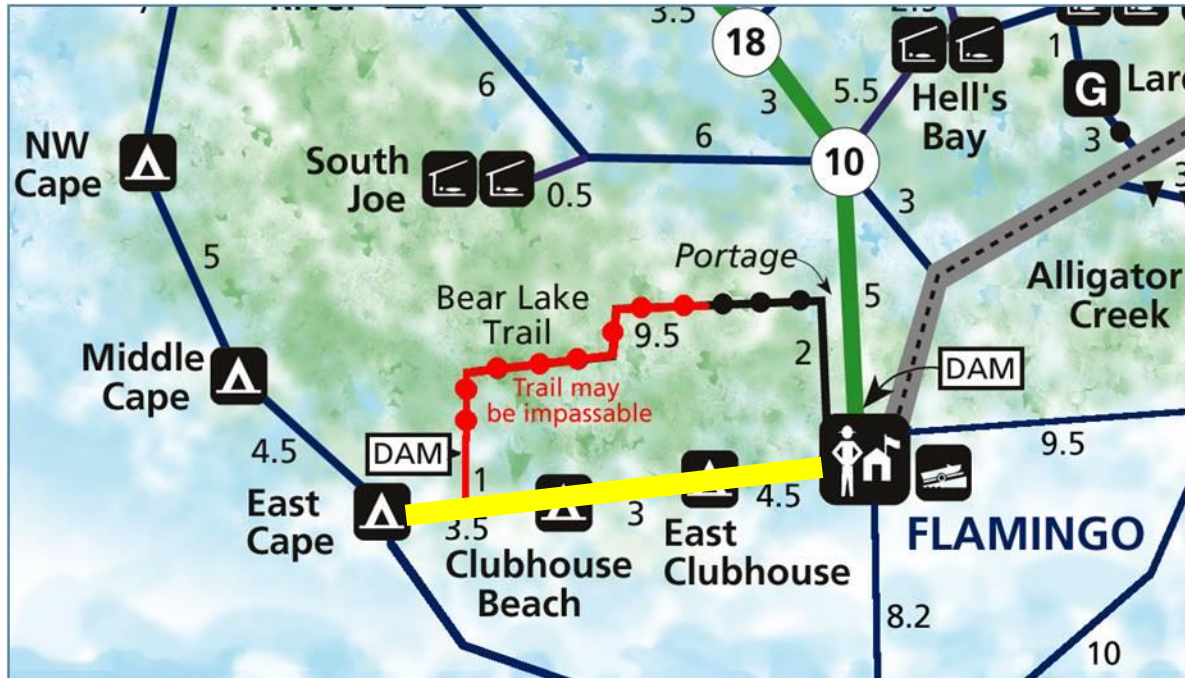 3.5
18
3
5.5
Hell's
Bay
1
G
3
NW
Cape
6
South
Joe
0.5
6
10
3
5
Portage
Bear Lake
Trail
9.5
2
5
Alligator
Creek
DAM
Middle
Cape
Trail may
be impassable
DAM
4.5
1
9.5
East
Cape
3.5
Clubhouse
Beach
3
East
Clubhouse
4.5
FLAMINGO
8.2
10